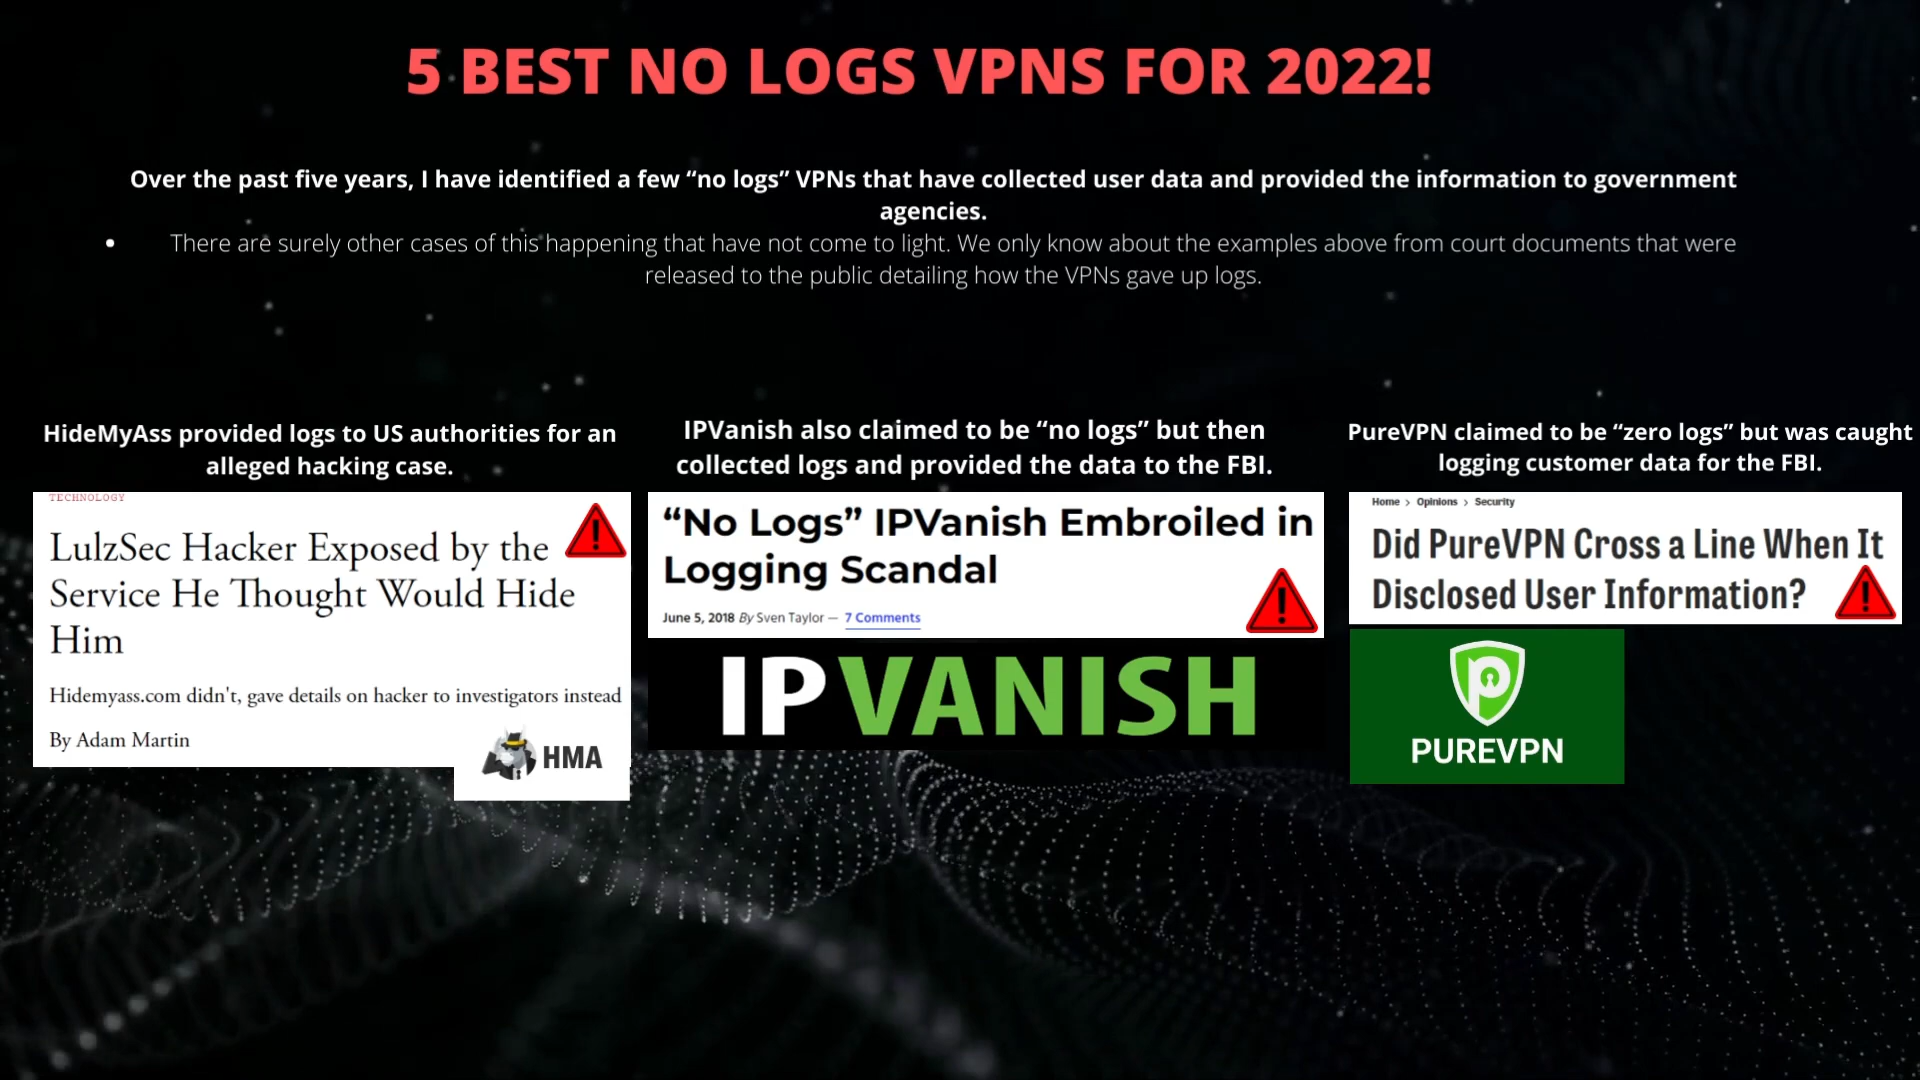 5 BEST NO LOGS VPNS FOR 2022!
Over the past five years, I have identified a few “no logs” VPNs that have collected user data and provided the information to government
agencies.
• There are surely other cases of this happening that have not come to light. We only know about the examples above from court documents that were
released to the public detailing how the VPNs gave up logs.
HideMyAss provided logs to US authorities for an
alleged hacking case.
TECHNOLOGY
LulzSec Hacker Exposed by the
Service He Thought Would Hide
Him
Hidemyass.com didn't, gave details on hacker to investigators instead
By Adam Martin
HMA
IPVanish also claimed to be “no logs” but then
collected logs and provided the data to the FBI.
“No Logs” IPVanish Embroiled in
Logging Scandal
June 5, 2018 By Sven Taylor — 7 Comments
IPVANISH
PureVPN claimed to be “zero logs” but was caught
logging customer data for the FBI.
Home > Opinions > Security
Did PureVPN Cross a Line When It
Disclosed User Information?
PUREVPN